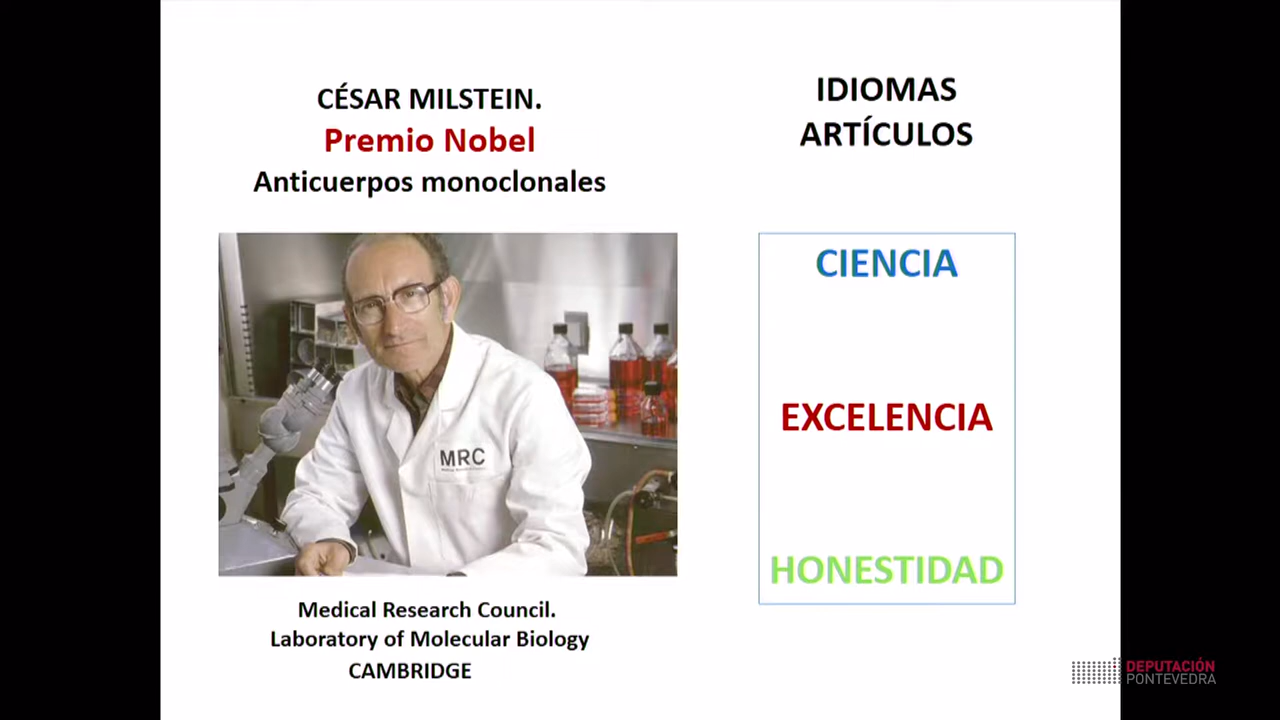 CÉSAR MILSTEIN.
Premio Nobel
Anticuerpos monoclonales
MRC
Medical Research Council.
Laboratory of Molecular Biology
CAMBRIDGE
IDIOMAS
ARTÍCULOS
CIENCIA
EXCELENCIA
HONESTIDAD
DEPUTACIÓN
PONTEVEDRA